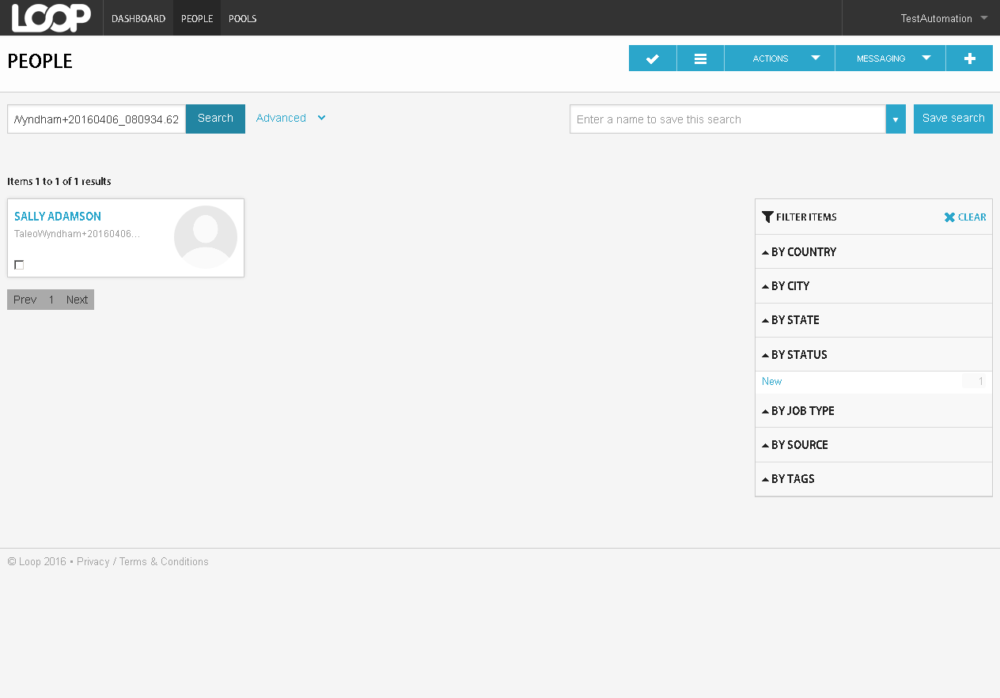 LOOP DASHBOARD PEOPLE POOLS TestAutomation
PEOPLE
ACTIONS MESSAGING
Wyndham+20160406_080934.62 Search Advanced Enter a name to save this search Save search
Items 1 to 1 of 1 results
SALLY ADAMSON
TaleoWyndham+20160406...
Prev 1 Next
FILTER ITEMS CLEAR
BY COUNTRY
BY CITY
BY STATE
BY STATUS
New 1
BY JOB TYPE
BY SOURCE
BY TAGS
© Loop 2016 • Privacy / Terms & Conditions